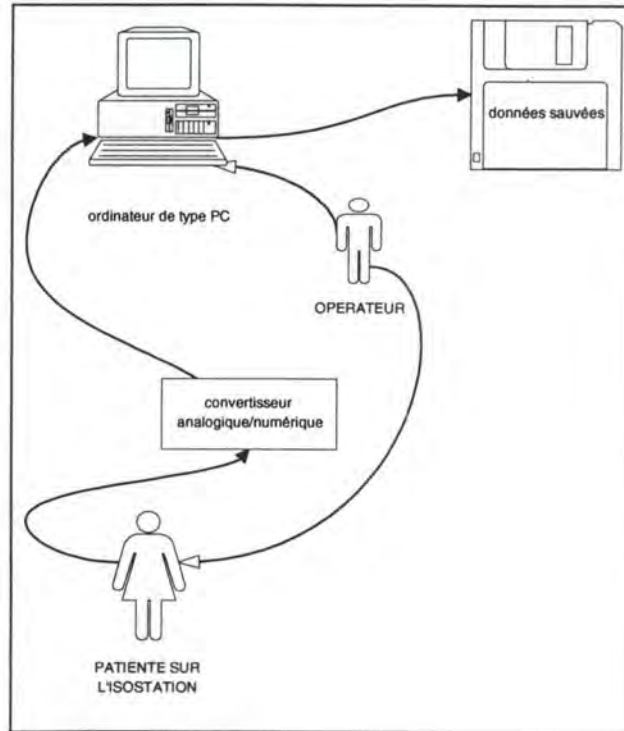 données sauvées
ordinateur de type PC
OPERATEUR
convertisseur
analogique/numérique
PATIENTE SUR
L'ISOSTATION